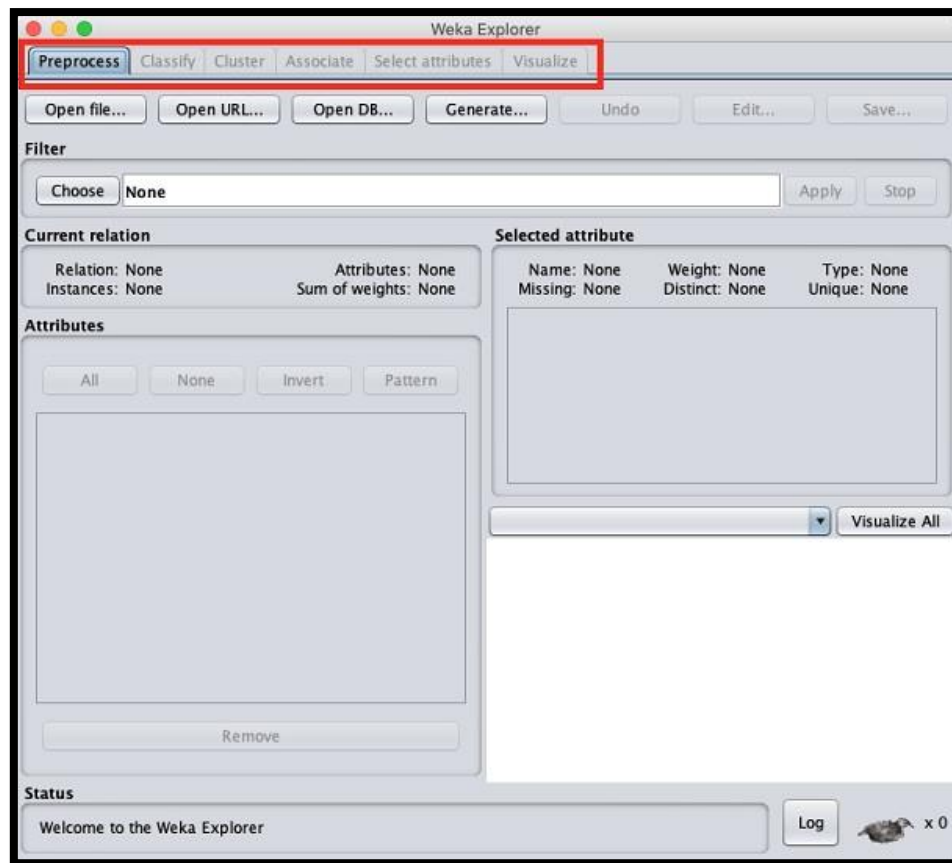 Weka Explorer
Preprocess Classify Cluster Associate Select attributes Visualize
Open file... Open URL... Open DB... Generate... Undo Edit... Save...
Filter
Choose None Apply Stop
Current relation
Relation: None Attributes: None
Instances: None Sum of weights: None
Selected attribute
Name: None Weight: None Type: None
Missing: None Distinct: None Unique: None
Attributes
All None Invert Pattern
Visualize All
Remove
Status
Welcome to the Weka Explorer
Log x 0